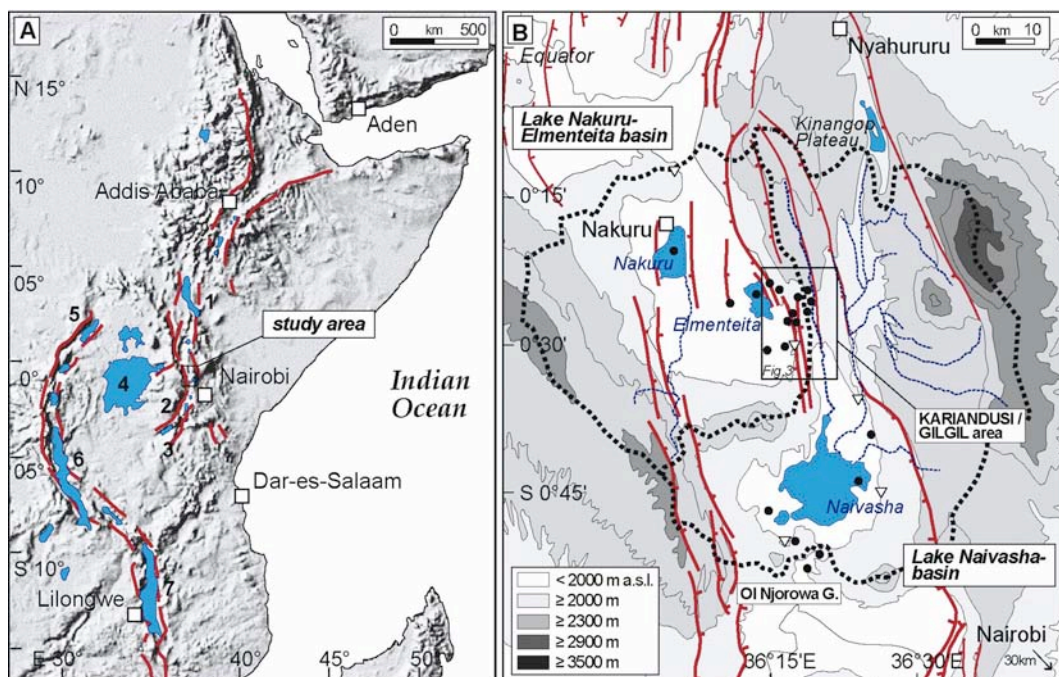 A
0 km 500
N 15°
Aden
10°
Addis Ababa
05°
1
5
study area
4
0°
Nairobi
Indian
Ocean
2
3
05°
6
Dar-es-Salaam
S 10°
7
Lilongwe
E 30°
40°
45°
50°
B
Nyahururu
0 km 10
Equator
Lake Nakuru-
Elmenteita basin
Kinangop
Plateau
0°15'
Nakuru
Nakuru
Elmenteita
0°30'
Fig.3
KARIANDUSI /
GILGIL area
S 0°45'
Naivasha
Lake Naivasha-
basin
< 2000 m a.s.l.
≥ 2000 m
≥ 2300 m
≥ 2900 m
≥ 3500 m
Ol Njorowa G.
Nairobi
36°15'E
36°30'E
30km